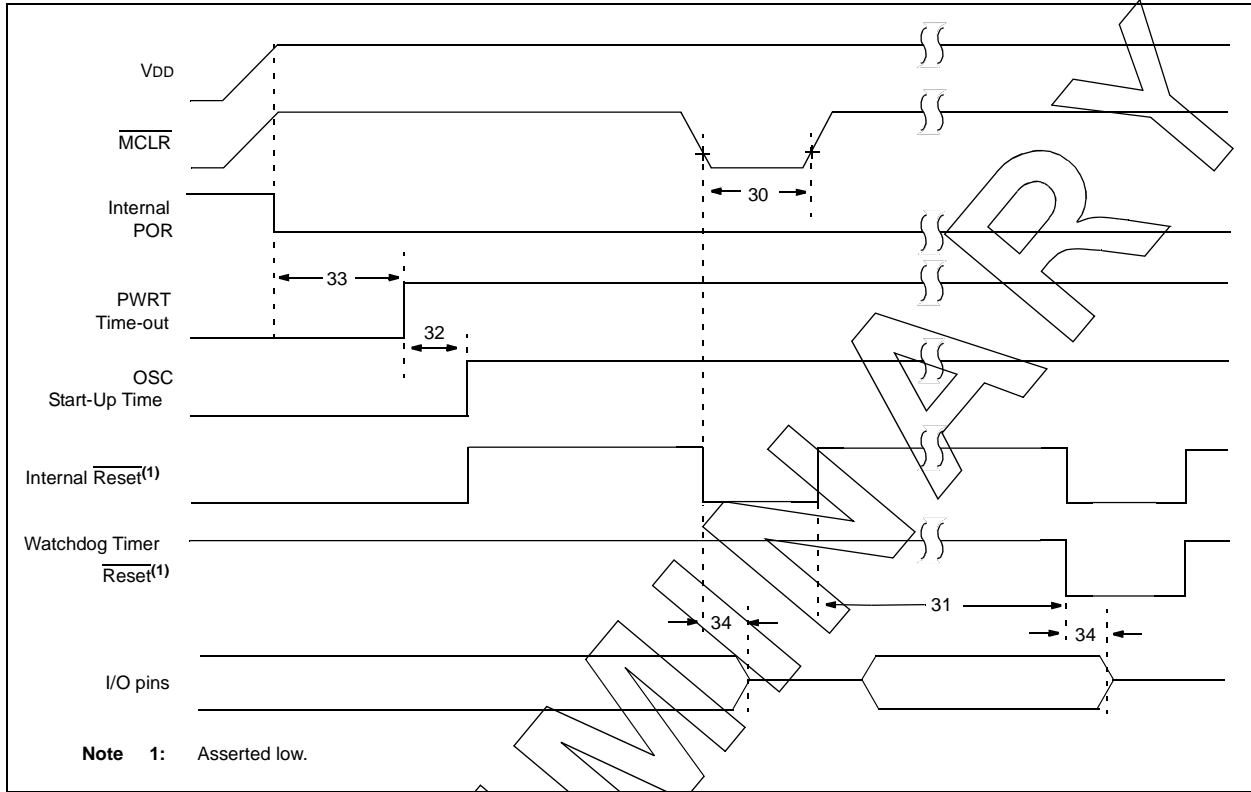 VDD
MCLR
30
Internal
POR
33
PWRT
Time-out
32
OSC
Start-Up Time
Internal Reset(1)
Watchdog Timer
Reset(1)
31
34
34
I/O pins
Note 1: Asserted low.
M I N A R Y